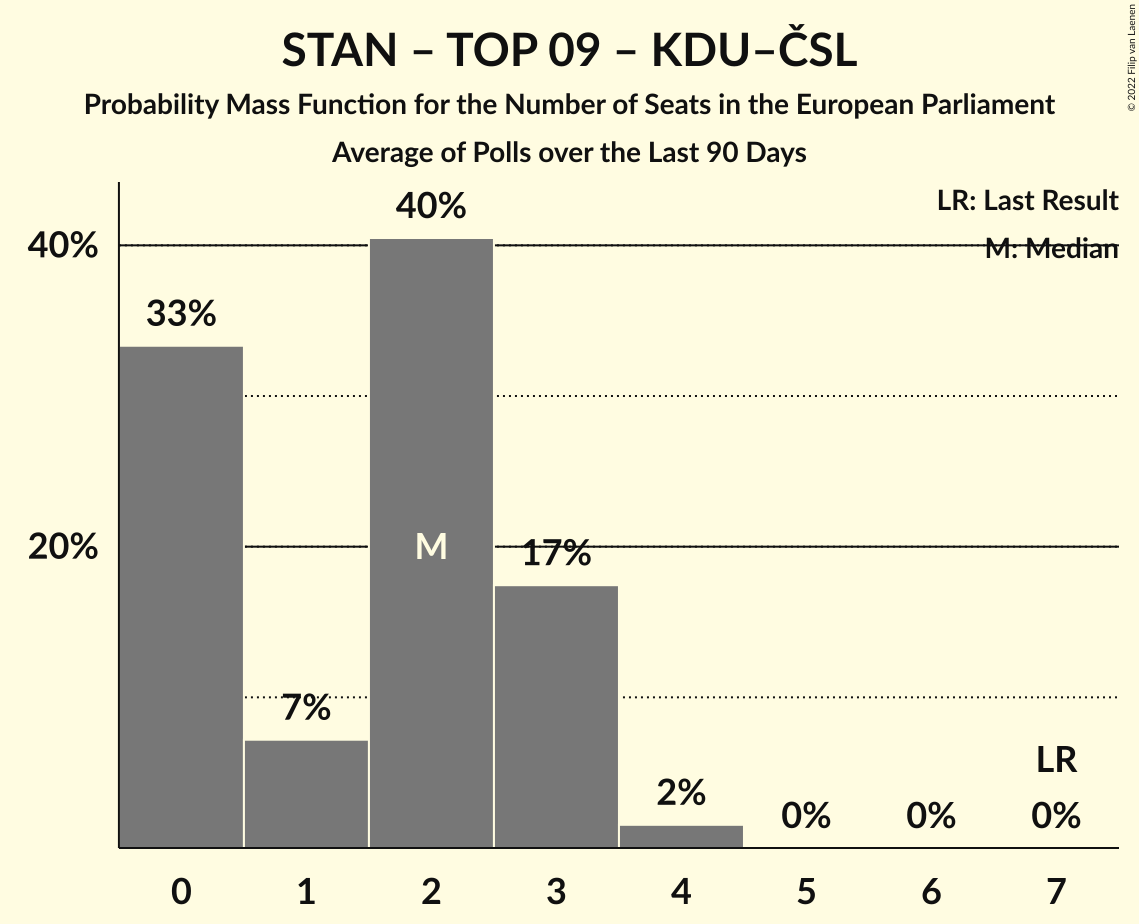 STAN – TOP 09 – KDU–ČSL
Probability Mass Function for the Number of Seats in the European Parliament
Average of Polls over the Last 90 Days
© 2022 Filip van Laenen
LR: Last Result
M: Median
40%
20%
33%
7%
40%
M
17%
2%
0%
0%
LR
0%
0 1 2 3 4 5 6 7